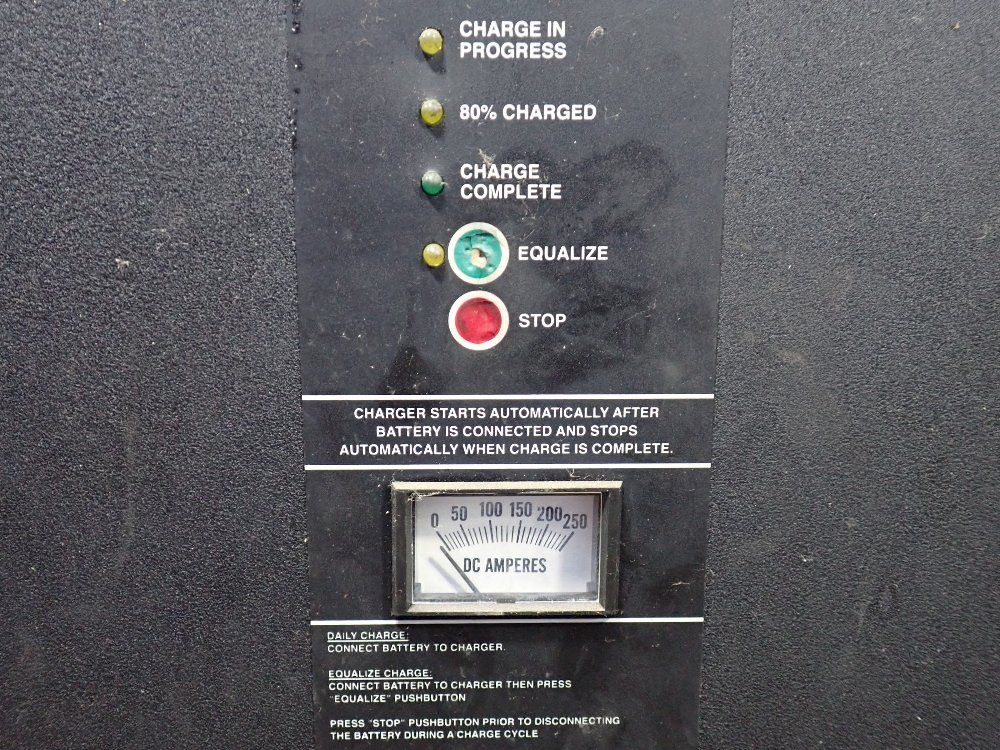 CHARGE IN
PROGRESS
80% CHARGED
CHARGE
COMPLETE
EQUALIZE
STOP
CHARGER STARTS AUTOMATICALLY AFTER
BATTERY IS CONNECTED AND STOPS
AUTOMATICALLY WHEN CHARGE IS COMPLETE.
0 50 100 150 200 250
DC AMPERES
DAILY CHARGE:
CONNECT BATTERY TO CHARGER.
EQUALIZE CHARGE:
CONNECT BATTERY TO CHARGER THEN PRESS
"EQUALIZE" PUSHBUTTON
PRESS "STOP" PUSHBUTTON PRIOR TO DISCONNECTING
THE BATTERY DURING A CHARGE CYCLE